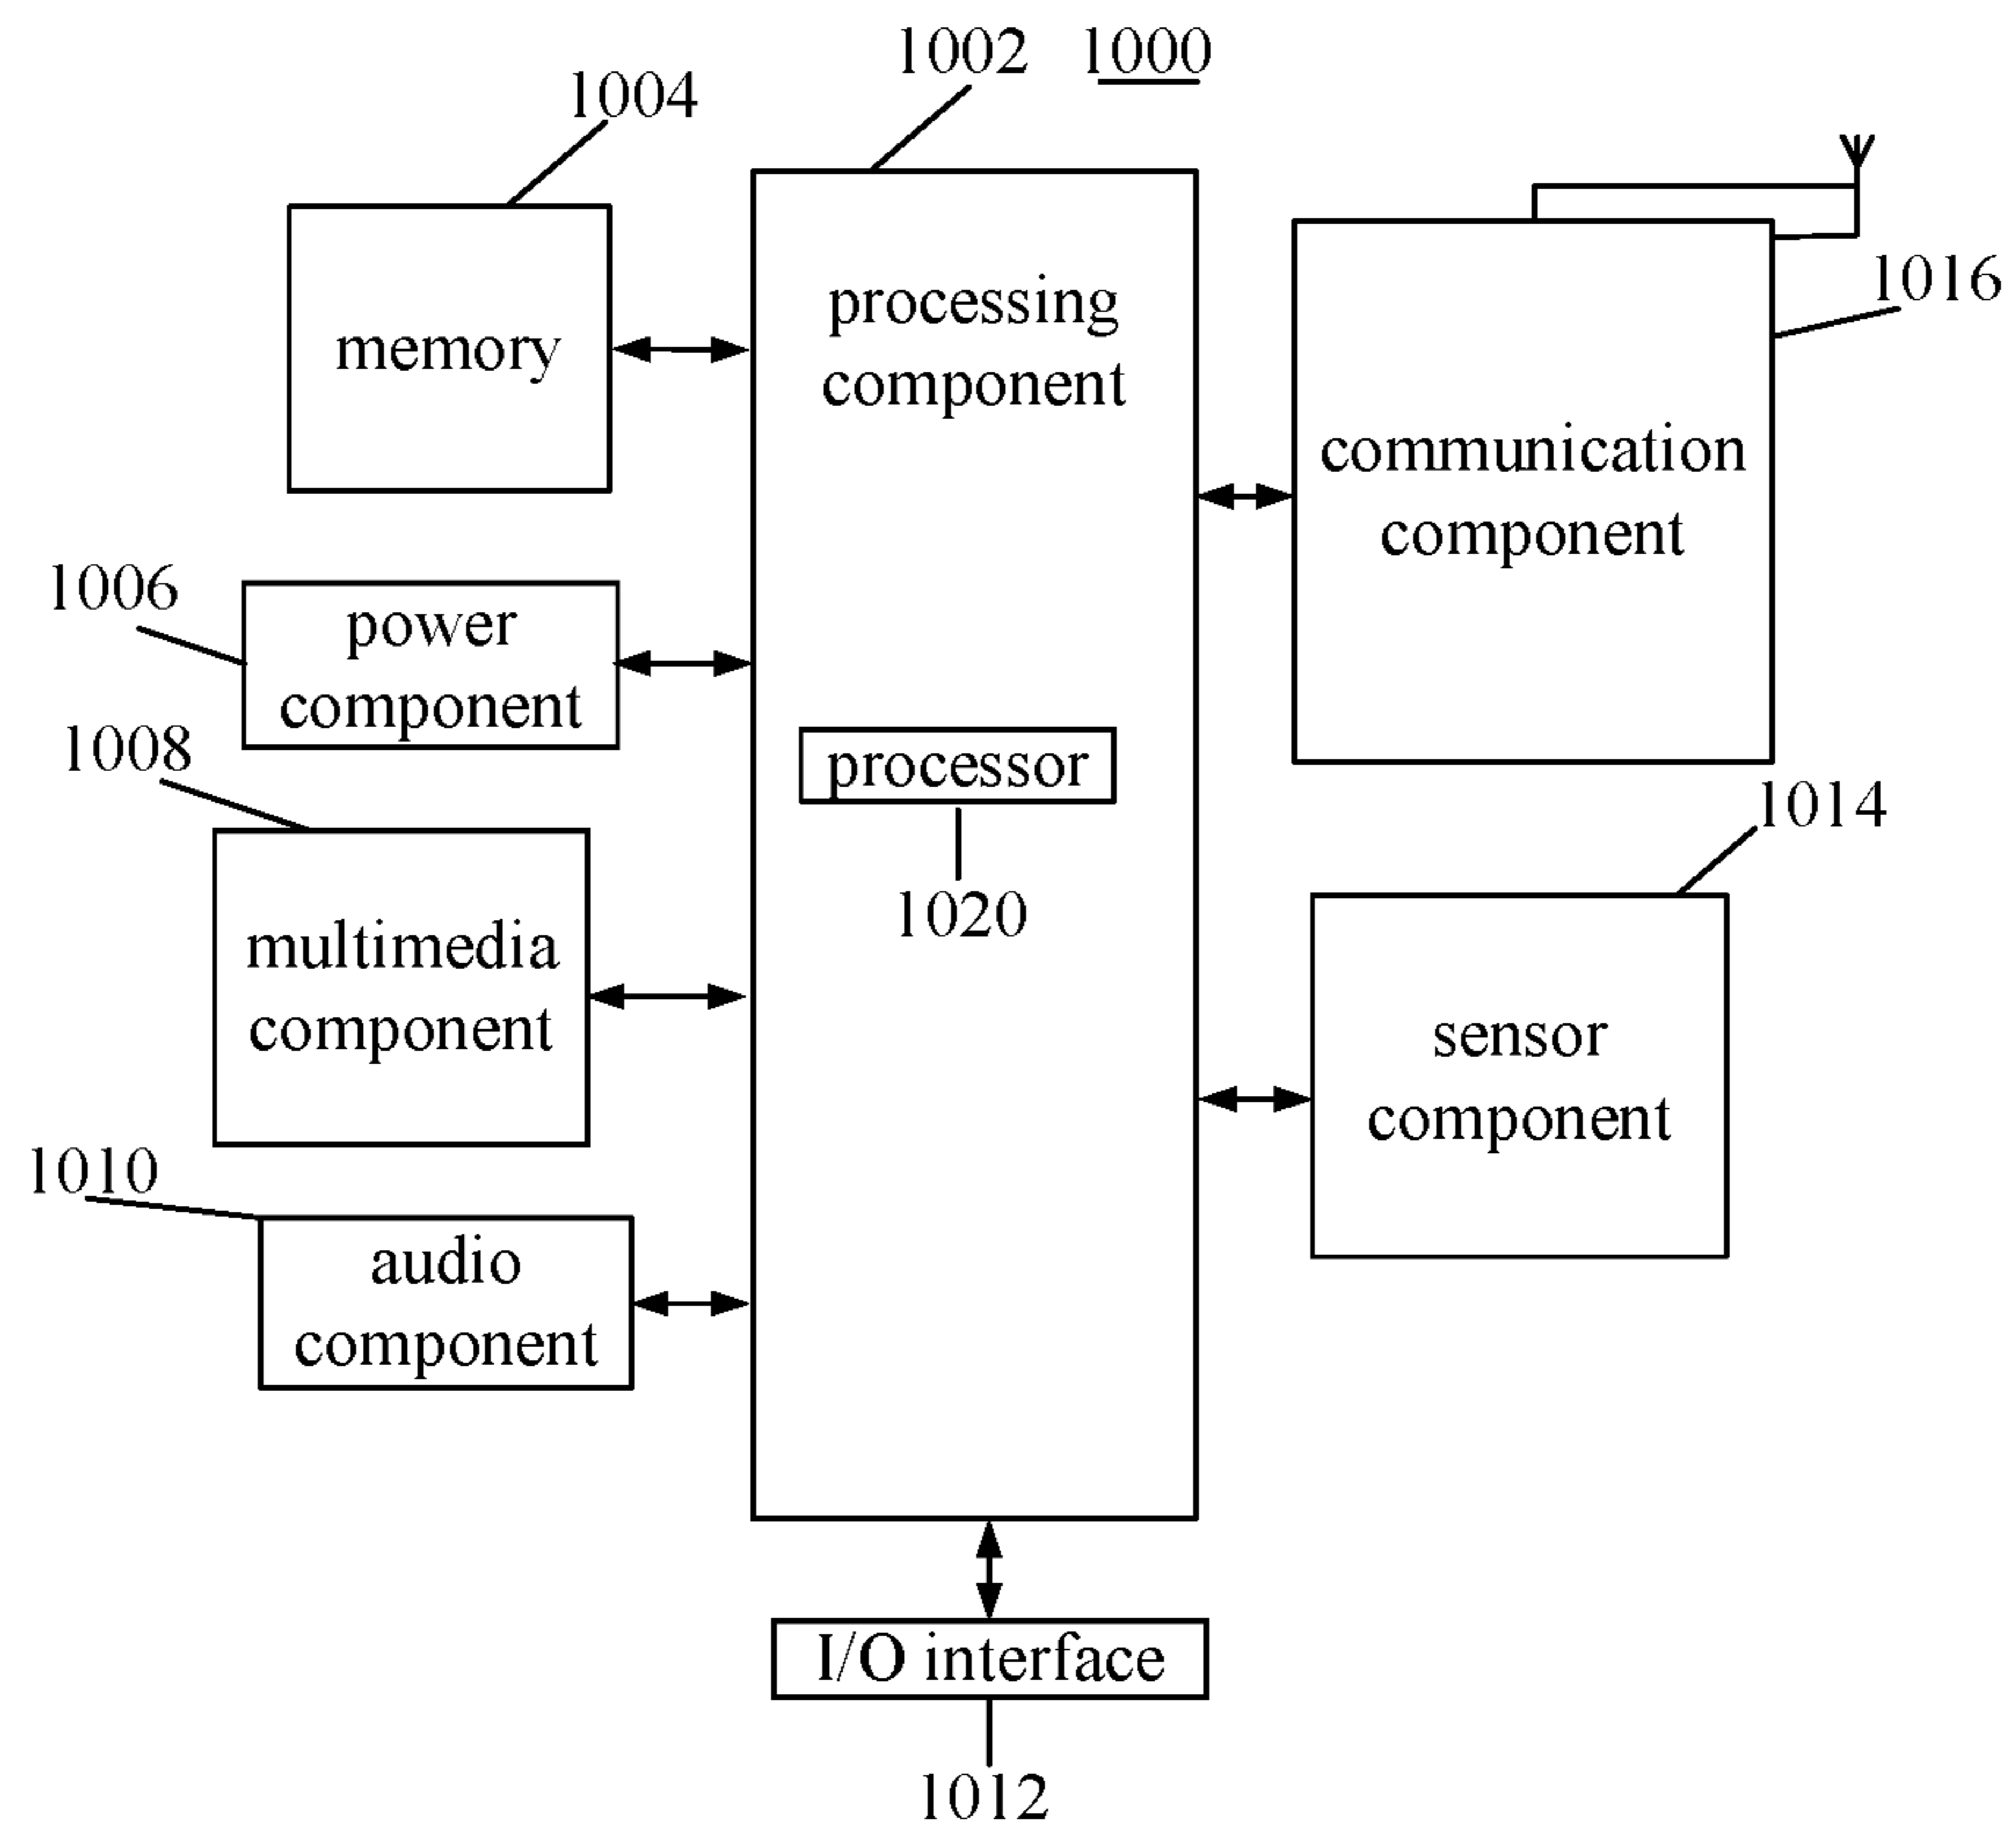 1002 1000
1004
1016
memory
processing
component
communication
component
1006
power
component
1008
processor
1020
1014
multimedia
component
sensor
component
1010
audio
component
I/O interface
1012